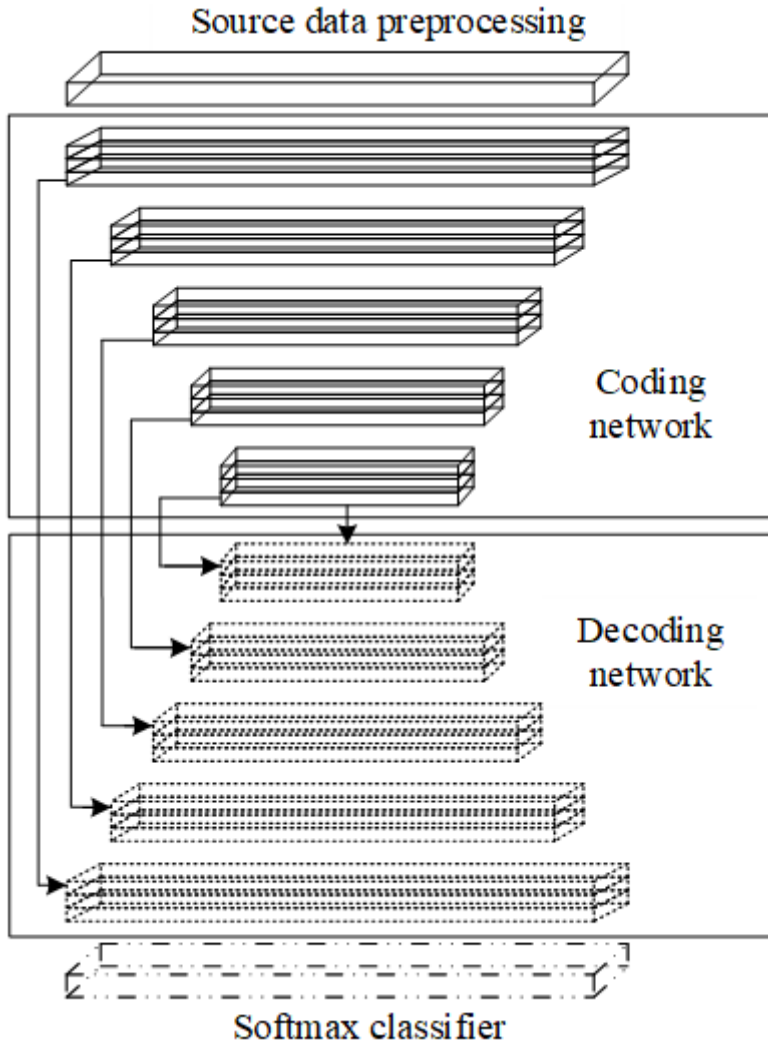 Source data preprocessing
Coding
network
Decoding
network
Softmax classifier